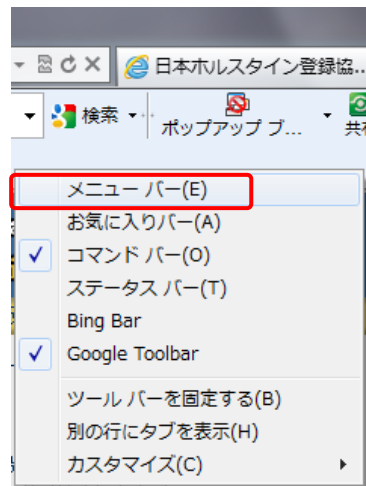 日本ホルスタイン登録協...
検索
ポップアップ ブ...
メニュー バー(E)
お気に入りバー(A)
コマンド バー(O)
ステータス バー(T)
Bing Bar
Google Toolbar
ツール バーを固定する(B)
別の行にタブを表示(H)
カスタマイズ(C)